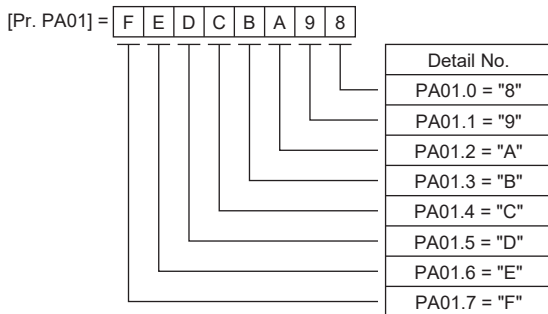 [Pr. PA01] = F E D C B A 9 8
Detail No.
PA01.0 = "8"
PA01.1 = "9"
PA01.2 = "A"
PA01.3 = "B"
PA01.4 = "C"
PA01.5 = "D"
PA01.6 = "E"
PA01.7 = "F"